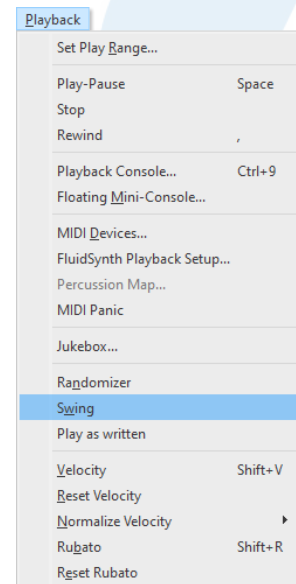 Playback
Set Play Range...
Play-Pause Space
Stop
Rewind ,
Playback Console... Ctrl+9
Floating Mini-Console...
MIDI Devices...
FluidSynth Playback Setup...
Percussion Map...
MIDI Panic
Jukebox...
Randomizer
Swing
Play as written
Velocity Shift+V
Reset Velocity
Normalize Velocity
Rubato Shift+R
Reset Rubato